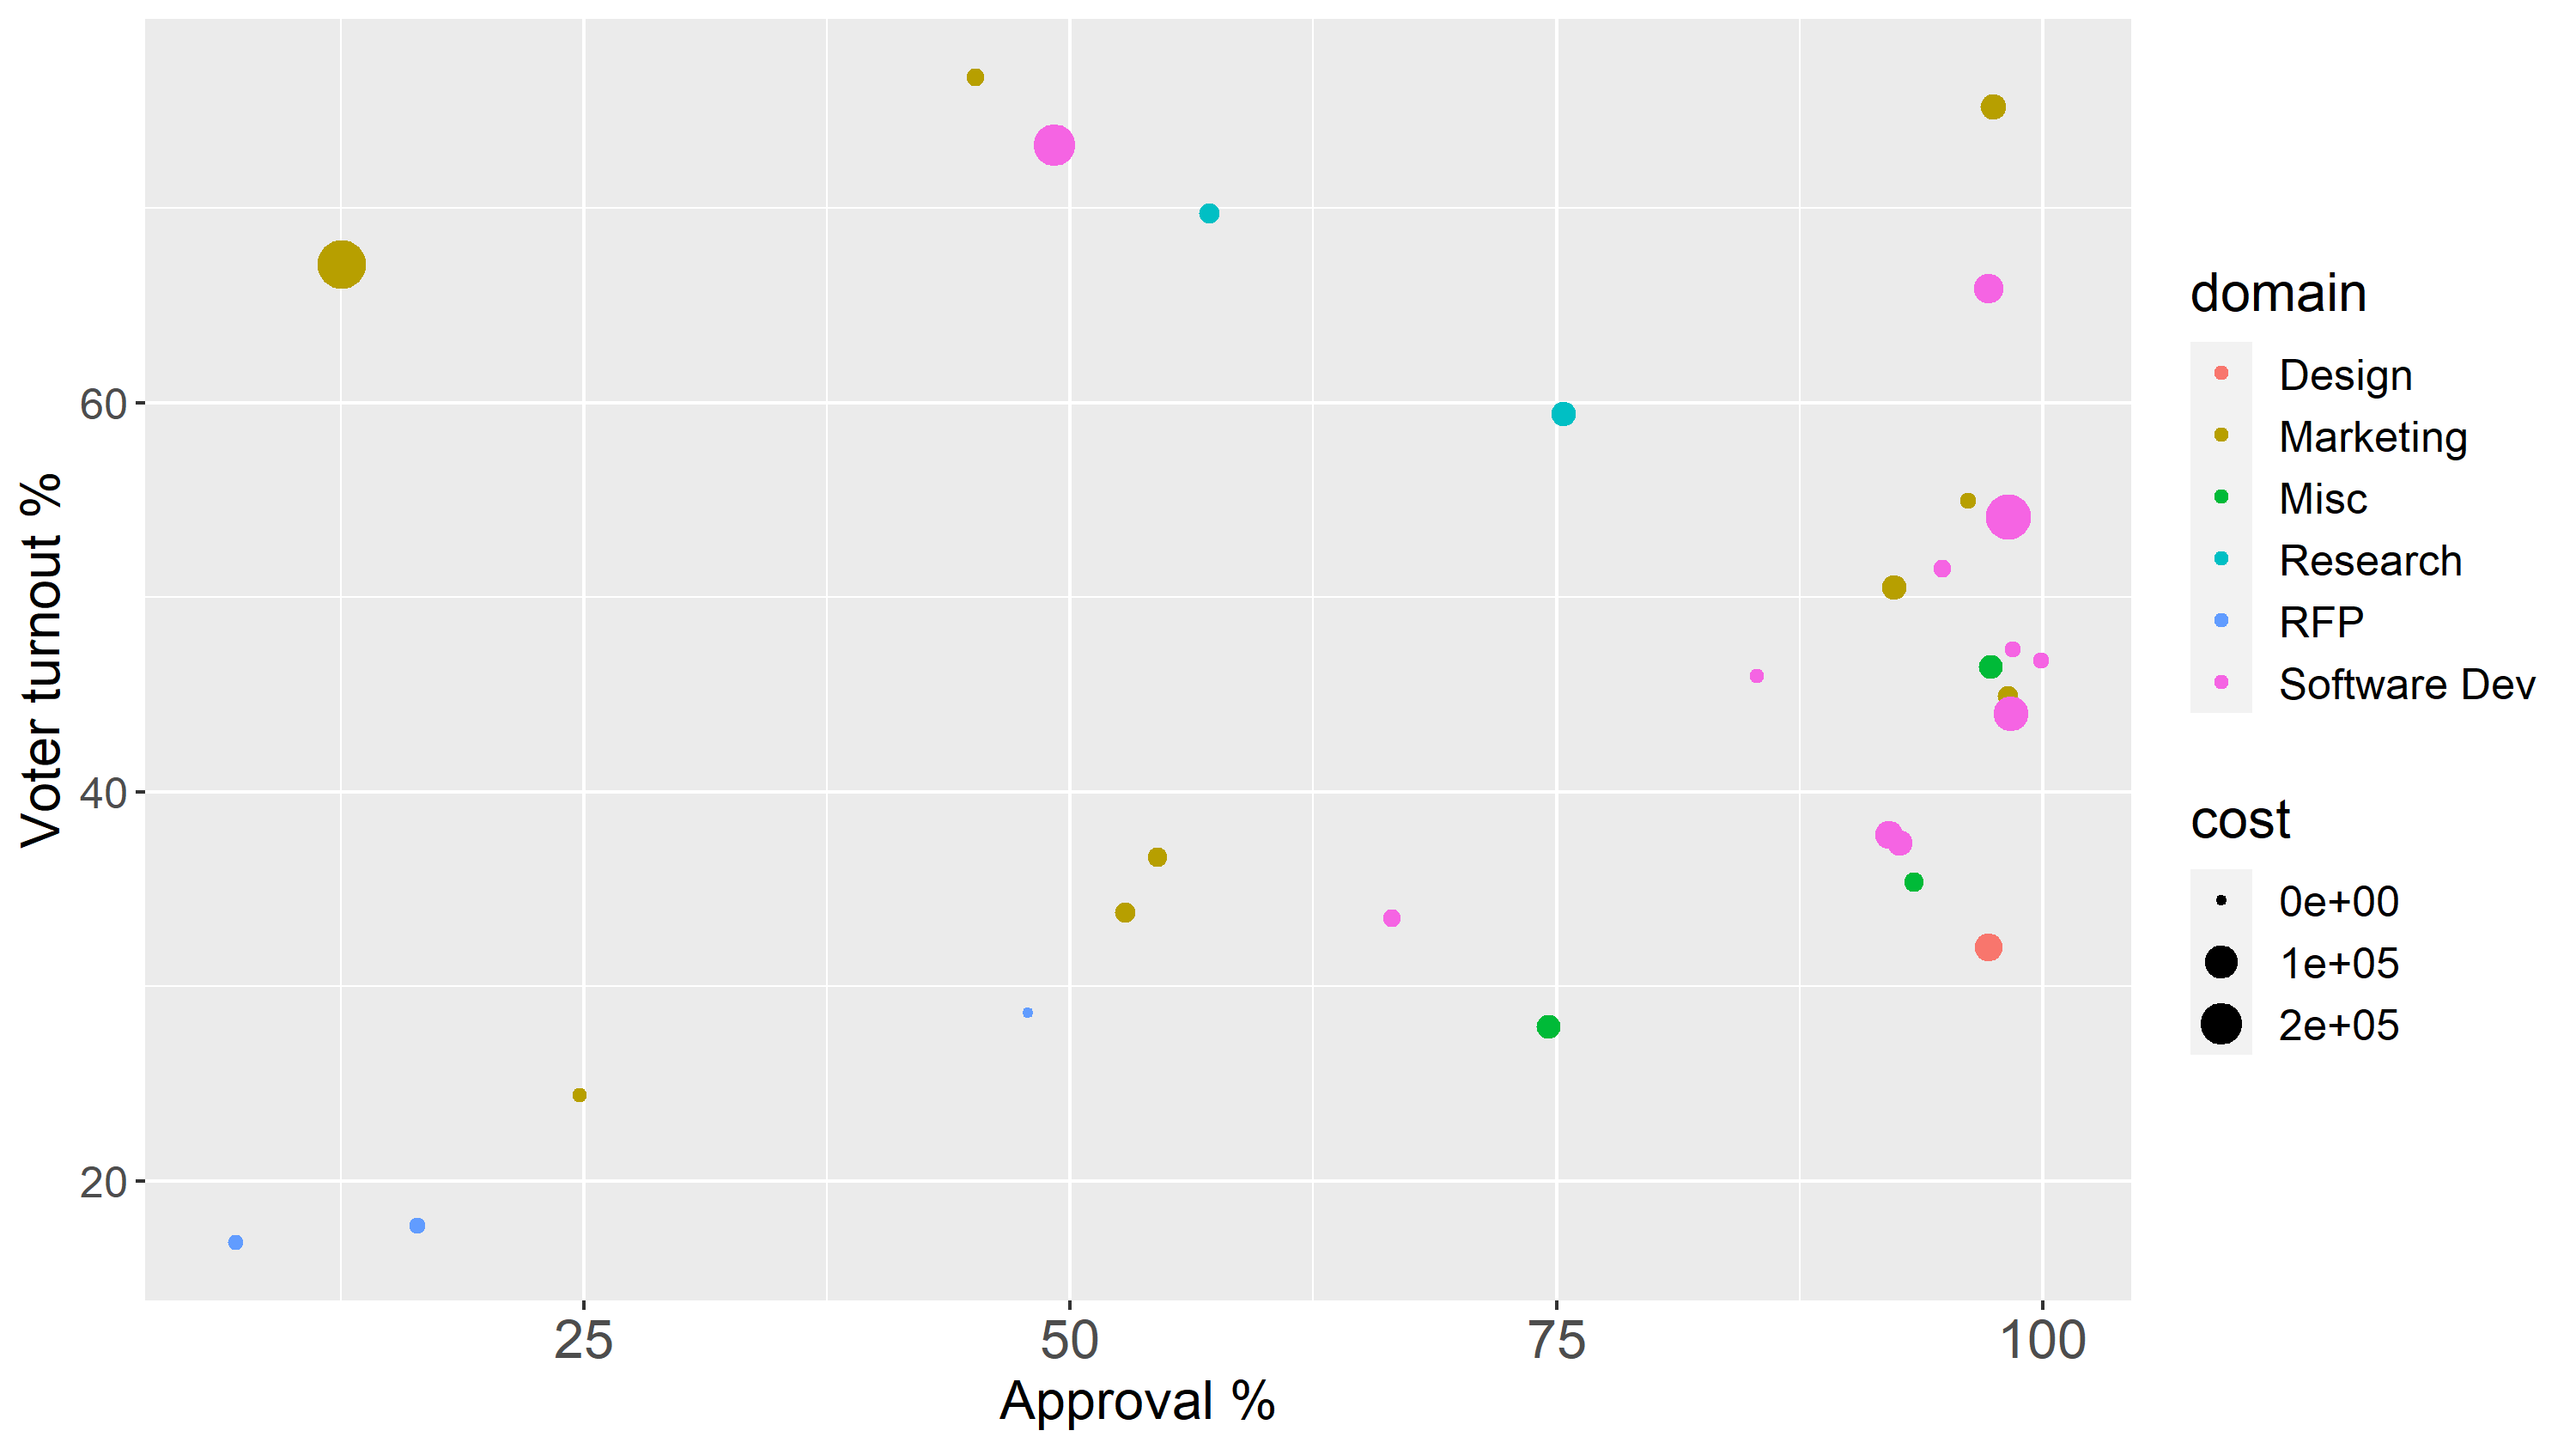 Voter turnout %
60
40
20
25 50 75 100
Approval %
domain
Design
Marketing
Misc
Research
RFP
Software Dev
cost
0e+00
1e+05
2e+05